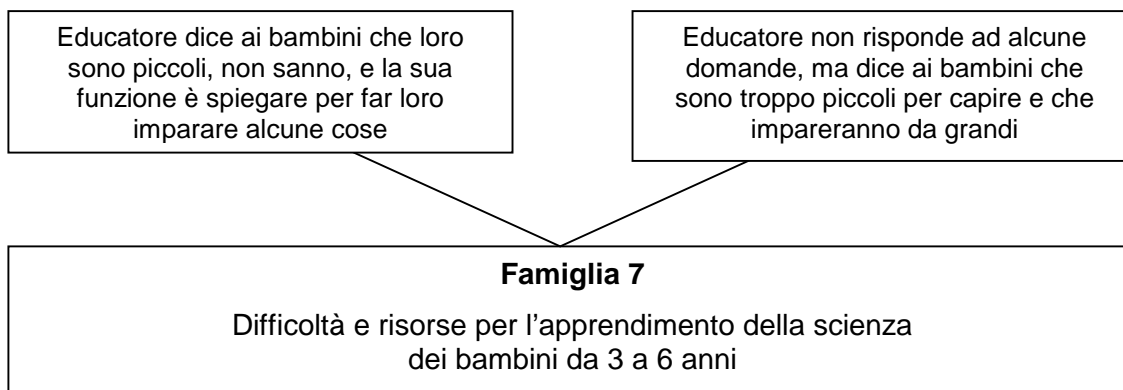 Educatore dice ai bambini che loro
sono piccoli, non sanno, e la sua
funzione è spiegare per far loro
imparare alcune cose
Educatore non risponde ad alcune
domande, ma dice ai bambini che
sono troppo piccoli per capire e che
impareranno da grandi
Famiglia 7
Difficoltà e risorse per l’apprendimento della scienza
dei bambini da 3 a 6 anni